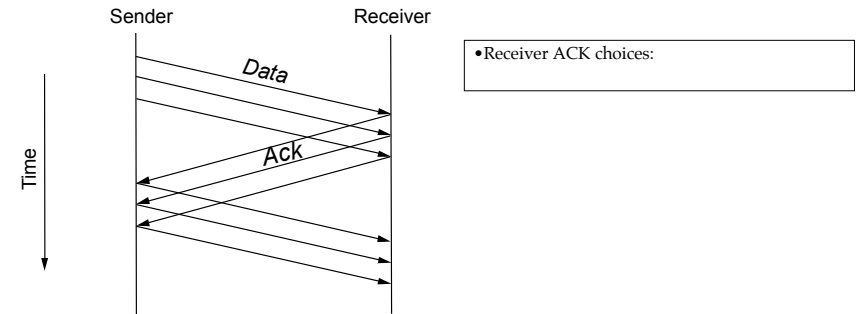 Sender
Receiver
Data
Ack
Time
•Receiver ACK choices: